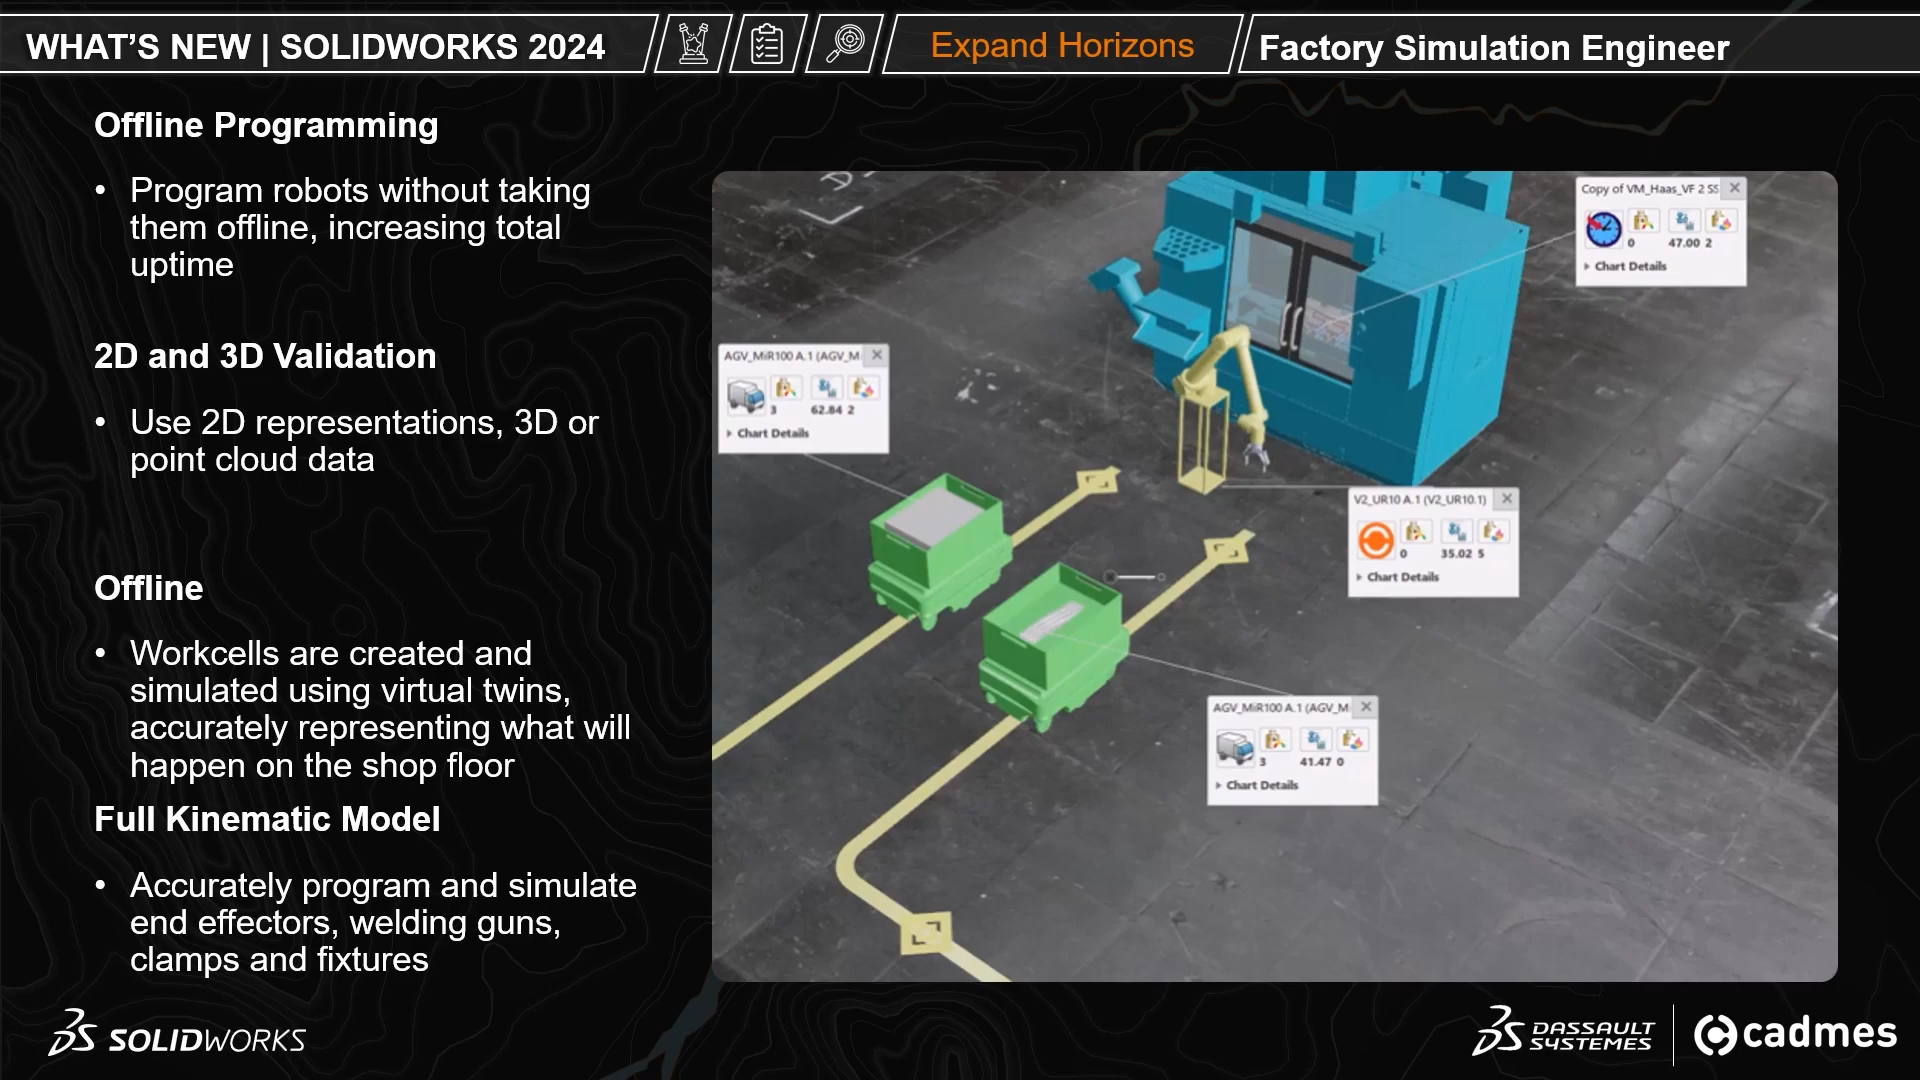 WHAT’S NEW | SOLIDWORKS 2024
Expand Horizons
Factory Simulation Engineer
Offline Programming
• Program robots without taking
them offline, increasing total
uptime
2D and 3D Validation
• Use 2D representations, 3D or
point cloud data
Offline
• Workcells are created and
simulated using virtual twins,
accurately representing what will
happen on the shop floor
Full Kinematic Model
• Accurately program and simulate
end effectors, welding guns,
clamps and fixtures
Copy of VM_Haas_VF 2 SS
0 47.00 2
Chart Details
AGV_MiR100 A.1 (AGV_M
3 62.84 2
Chart Details
V2_UR10 A.1 (V2_UR10.1)
0 35.02 5
Chart Details
AGV_MiR100 A.1 (AGV_M
3 41.47 0
Chart Details
SOLIDWORKS
DASSAULT
SYSTEMES
cadmes